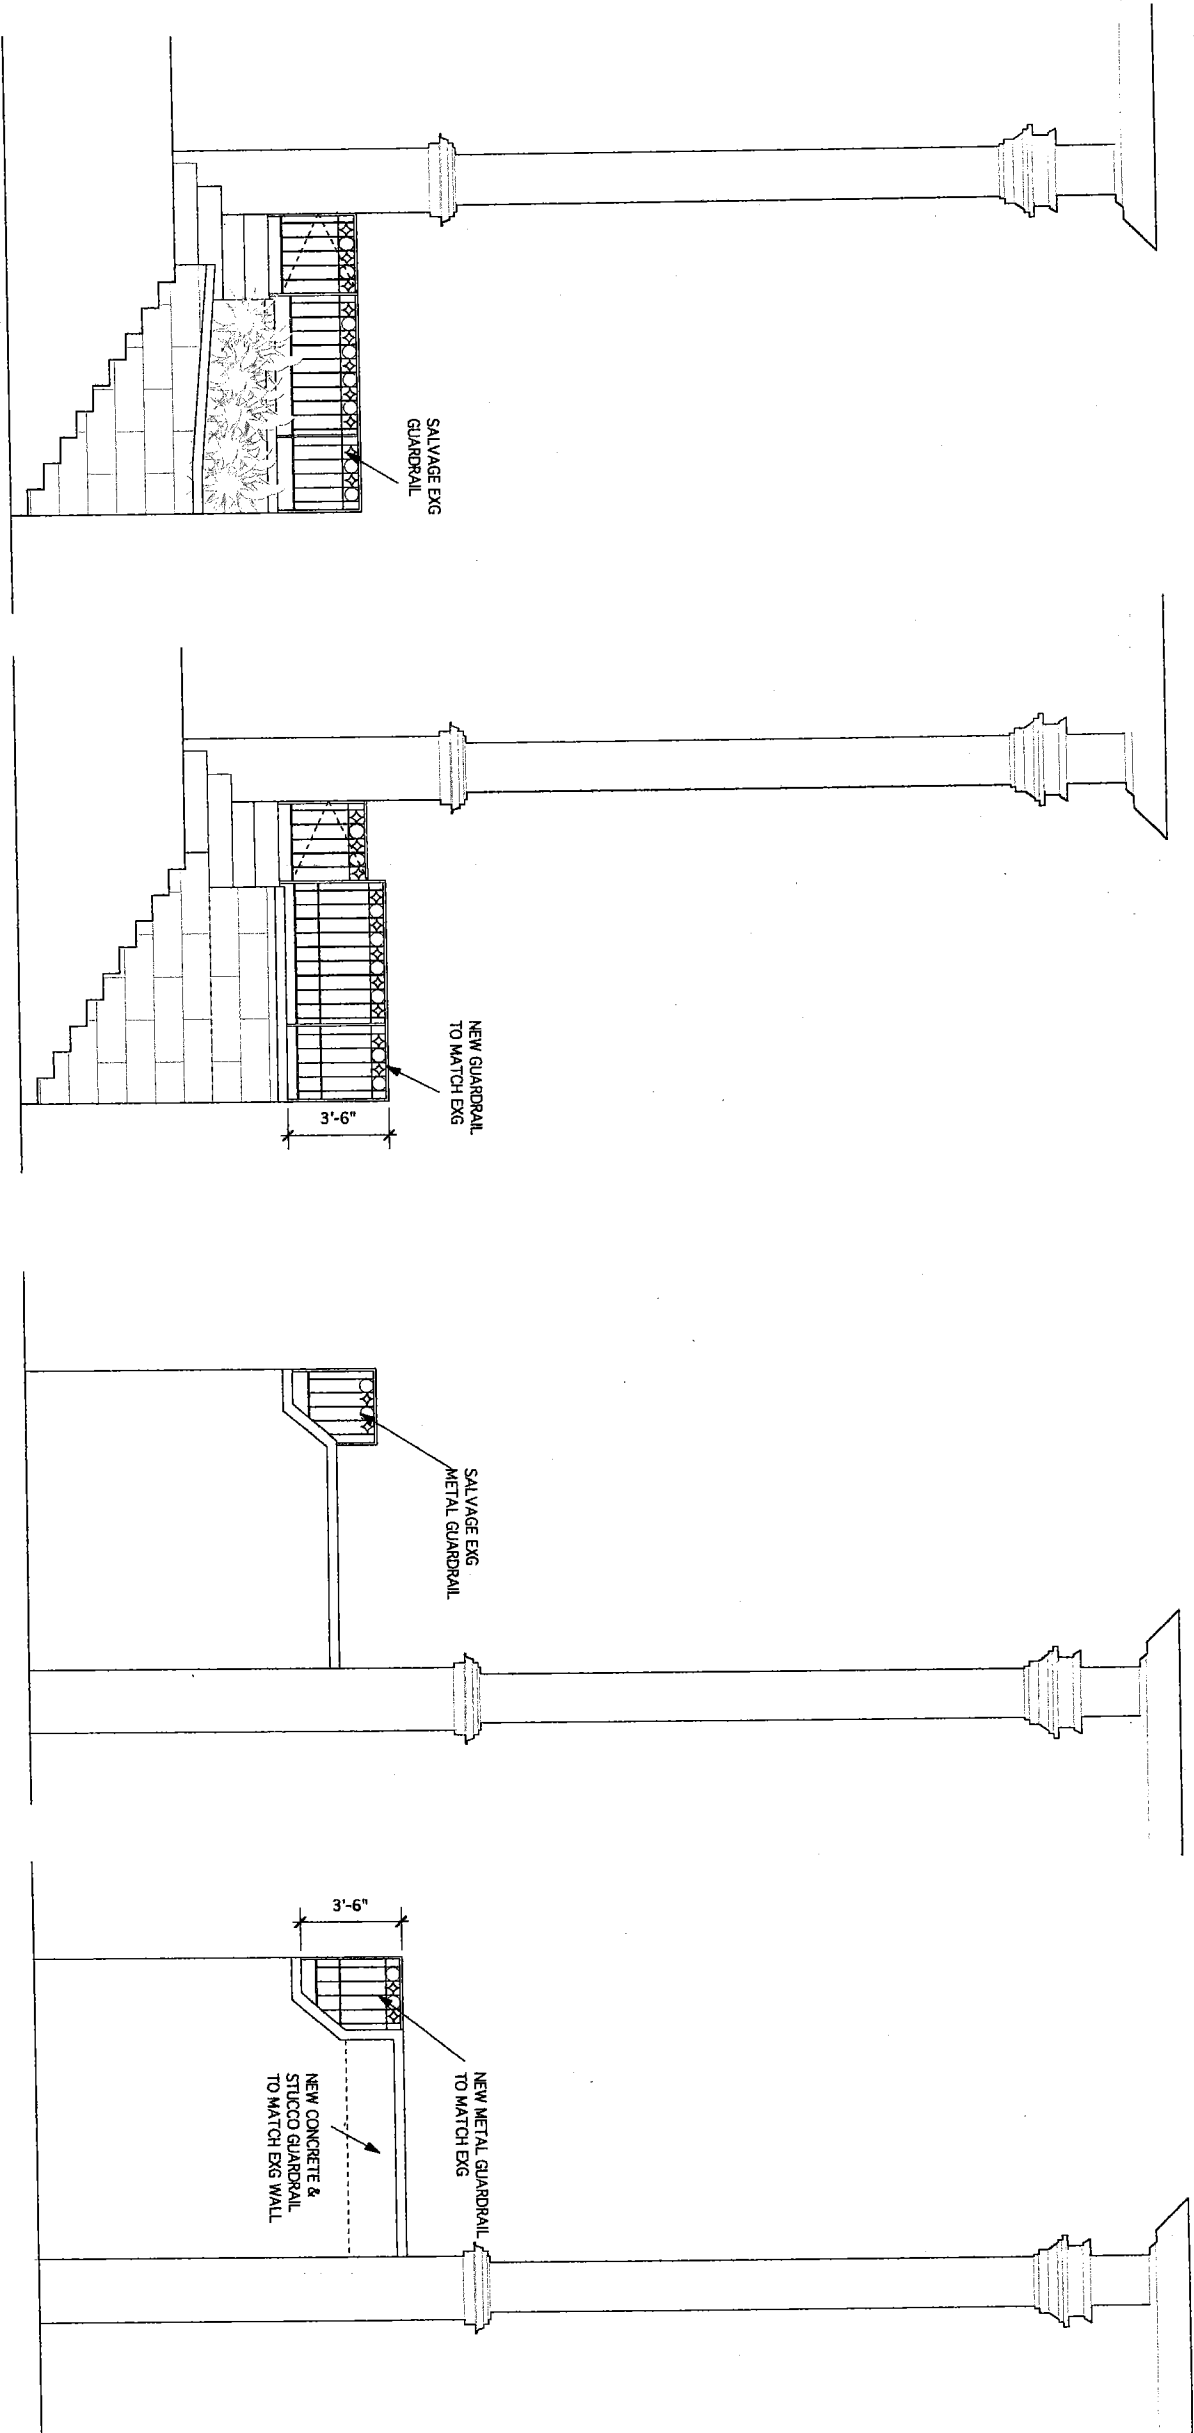 SALVAGE EXG
GUARDRAIL
NEW GUARDRAIL
TO MATCH EXG
3'-6"
SALVAGE EXG
METAL GUARDRAIL
3'-6"
NEW METAL GUARDRAIL
TO MATCH EXG
NEW CONCRETE &
STUCCO GUARDRAIL
TO MATCH EXG WALL